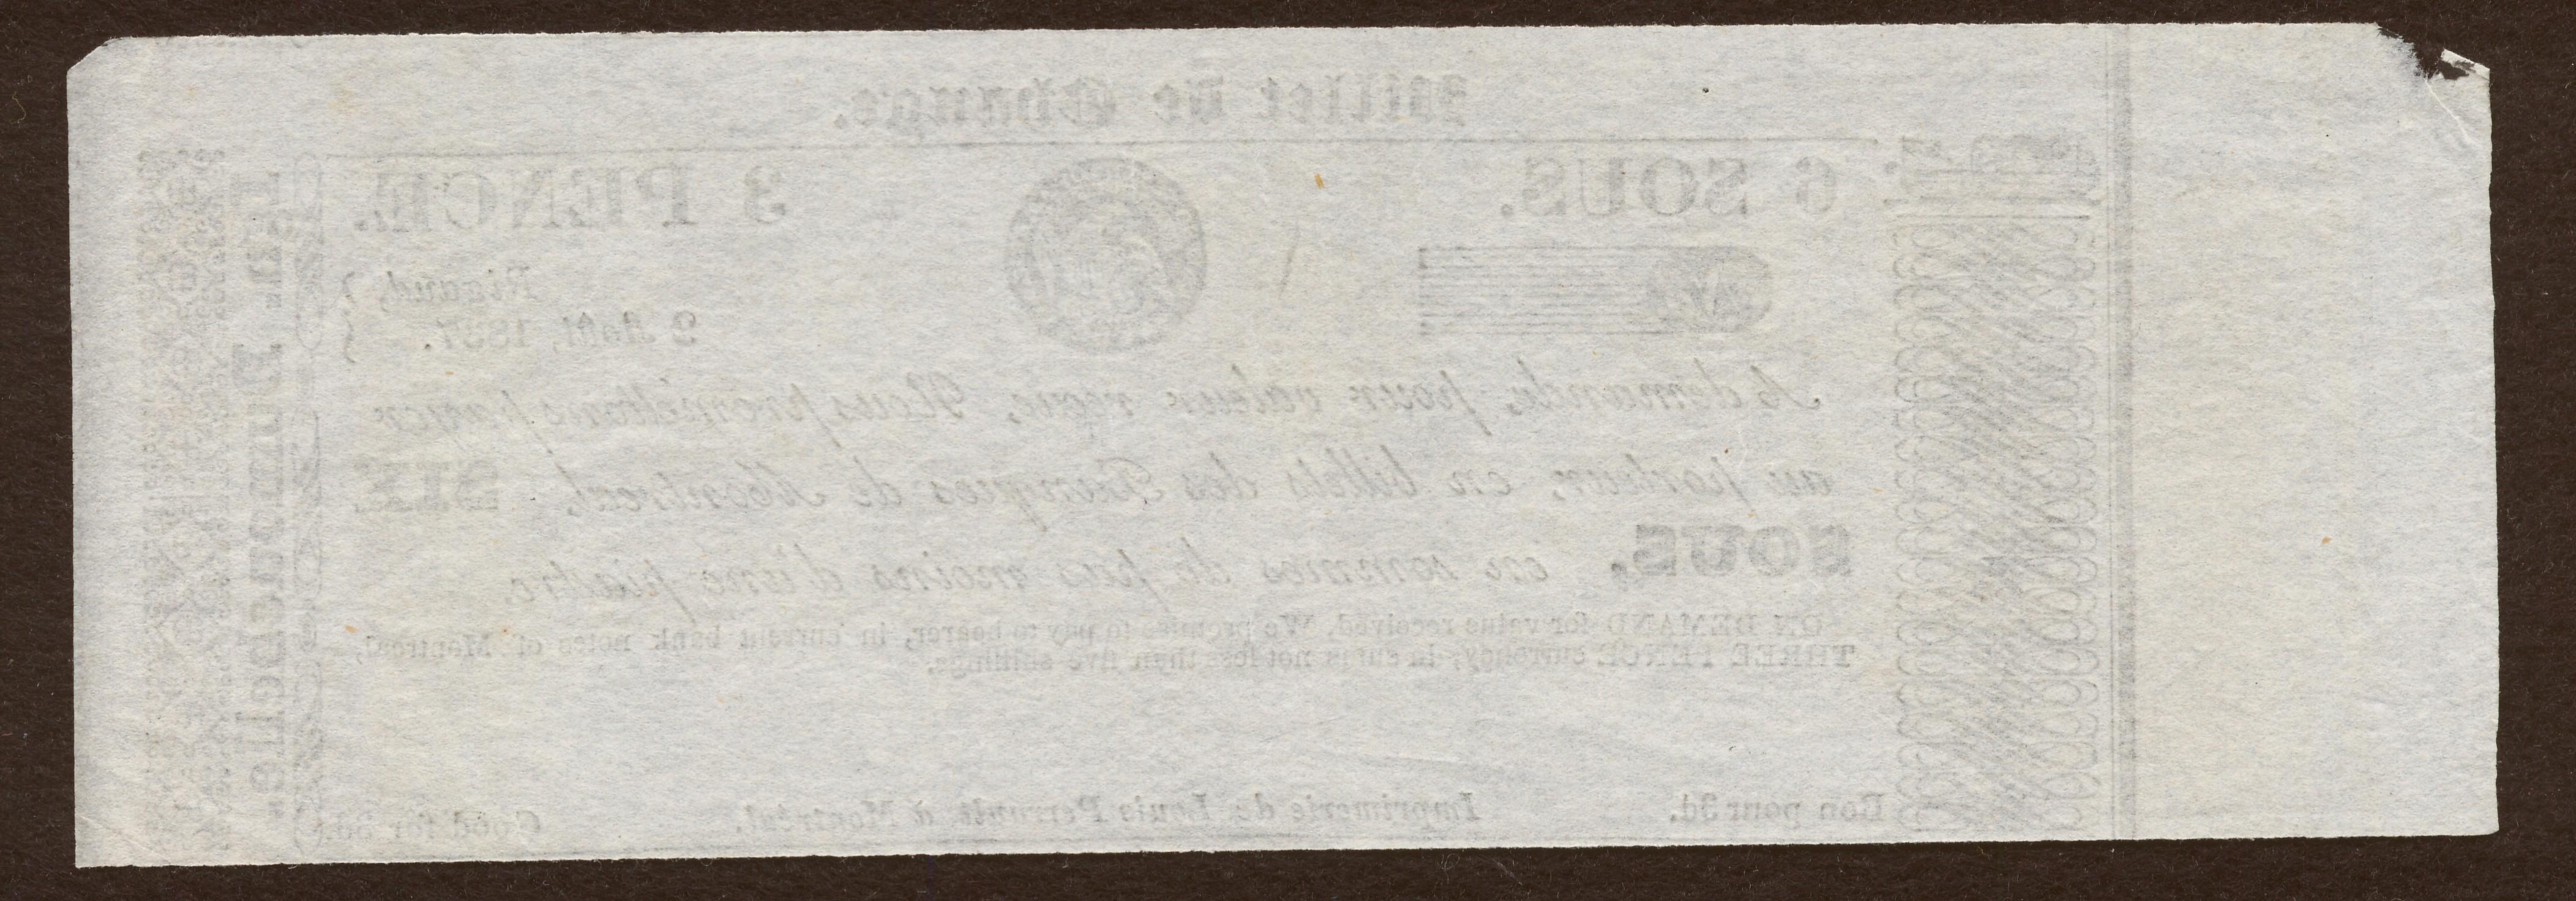 Billet de Change.
6 SOUS.
3 PENCE.
Rigaud,
2 Août, 1837.
A demande, pour valeur reçue, Nous promettons payer
au porteur, en billets des Banques de Montréal, SIX
SOUS, en sommes de pas moins d'une piastre.
ON DEMAND for value received, We promise to pay to bearer, in current bank notes of Montreal,
THREE PENCE currency, in sums not less than five shillings.
Bon pour 3d.
Imprimerie de Louis Perrault, à Montréal.
Good for 3d.